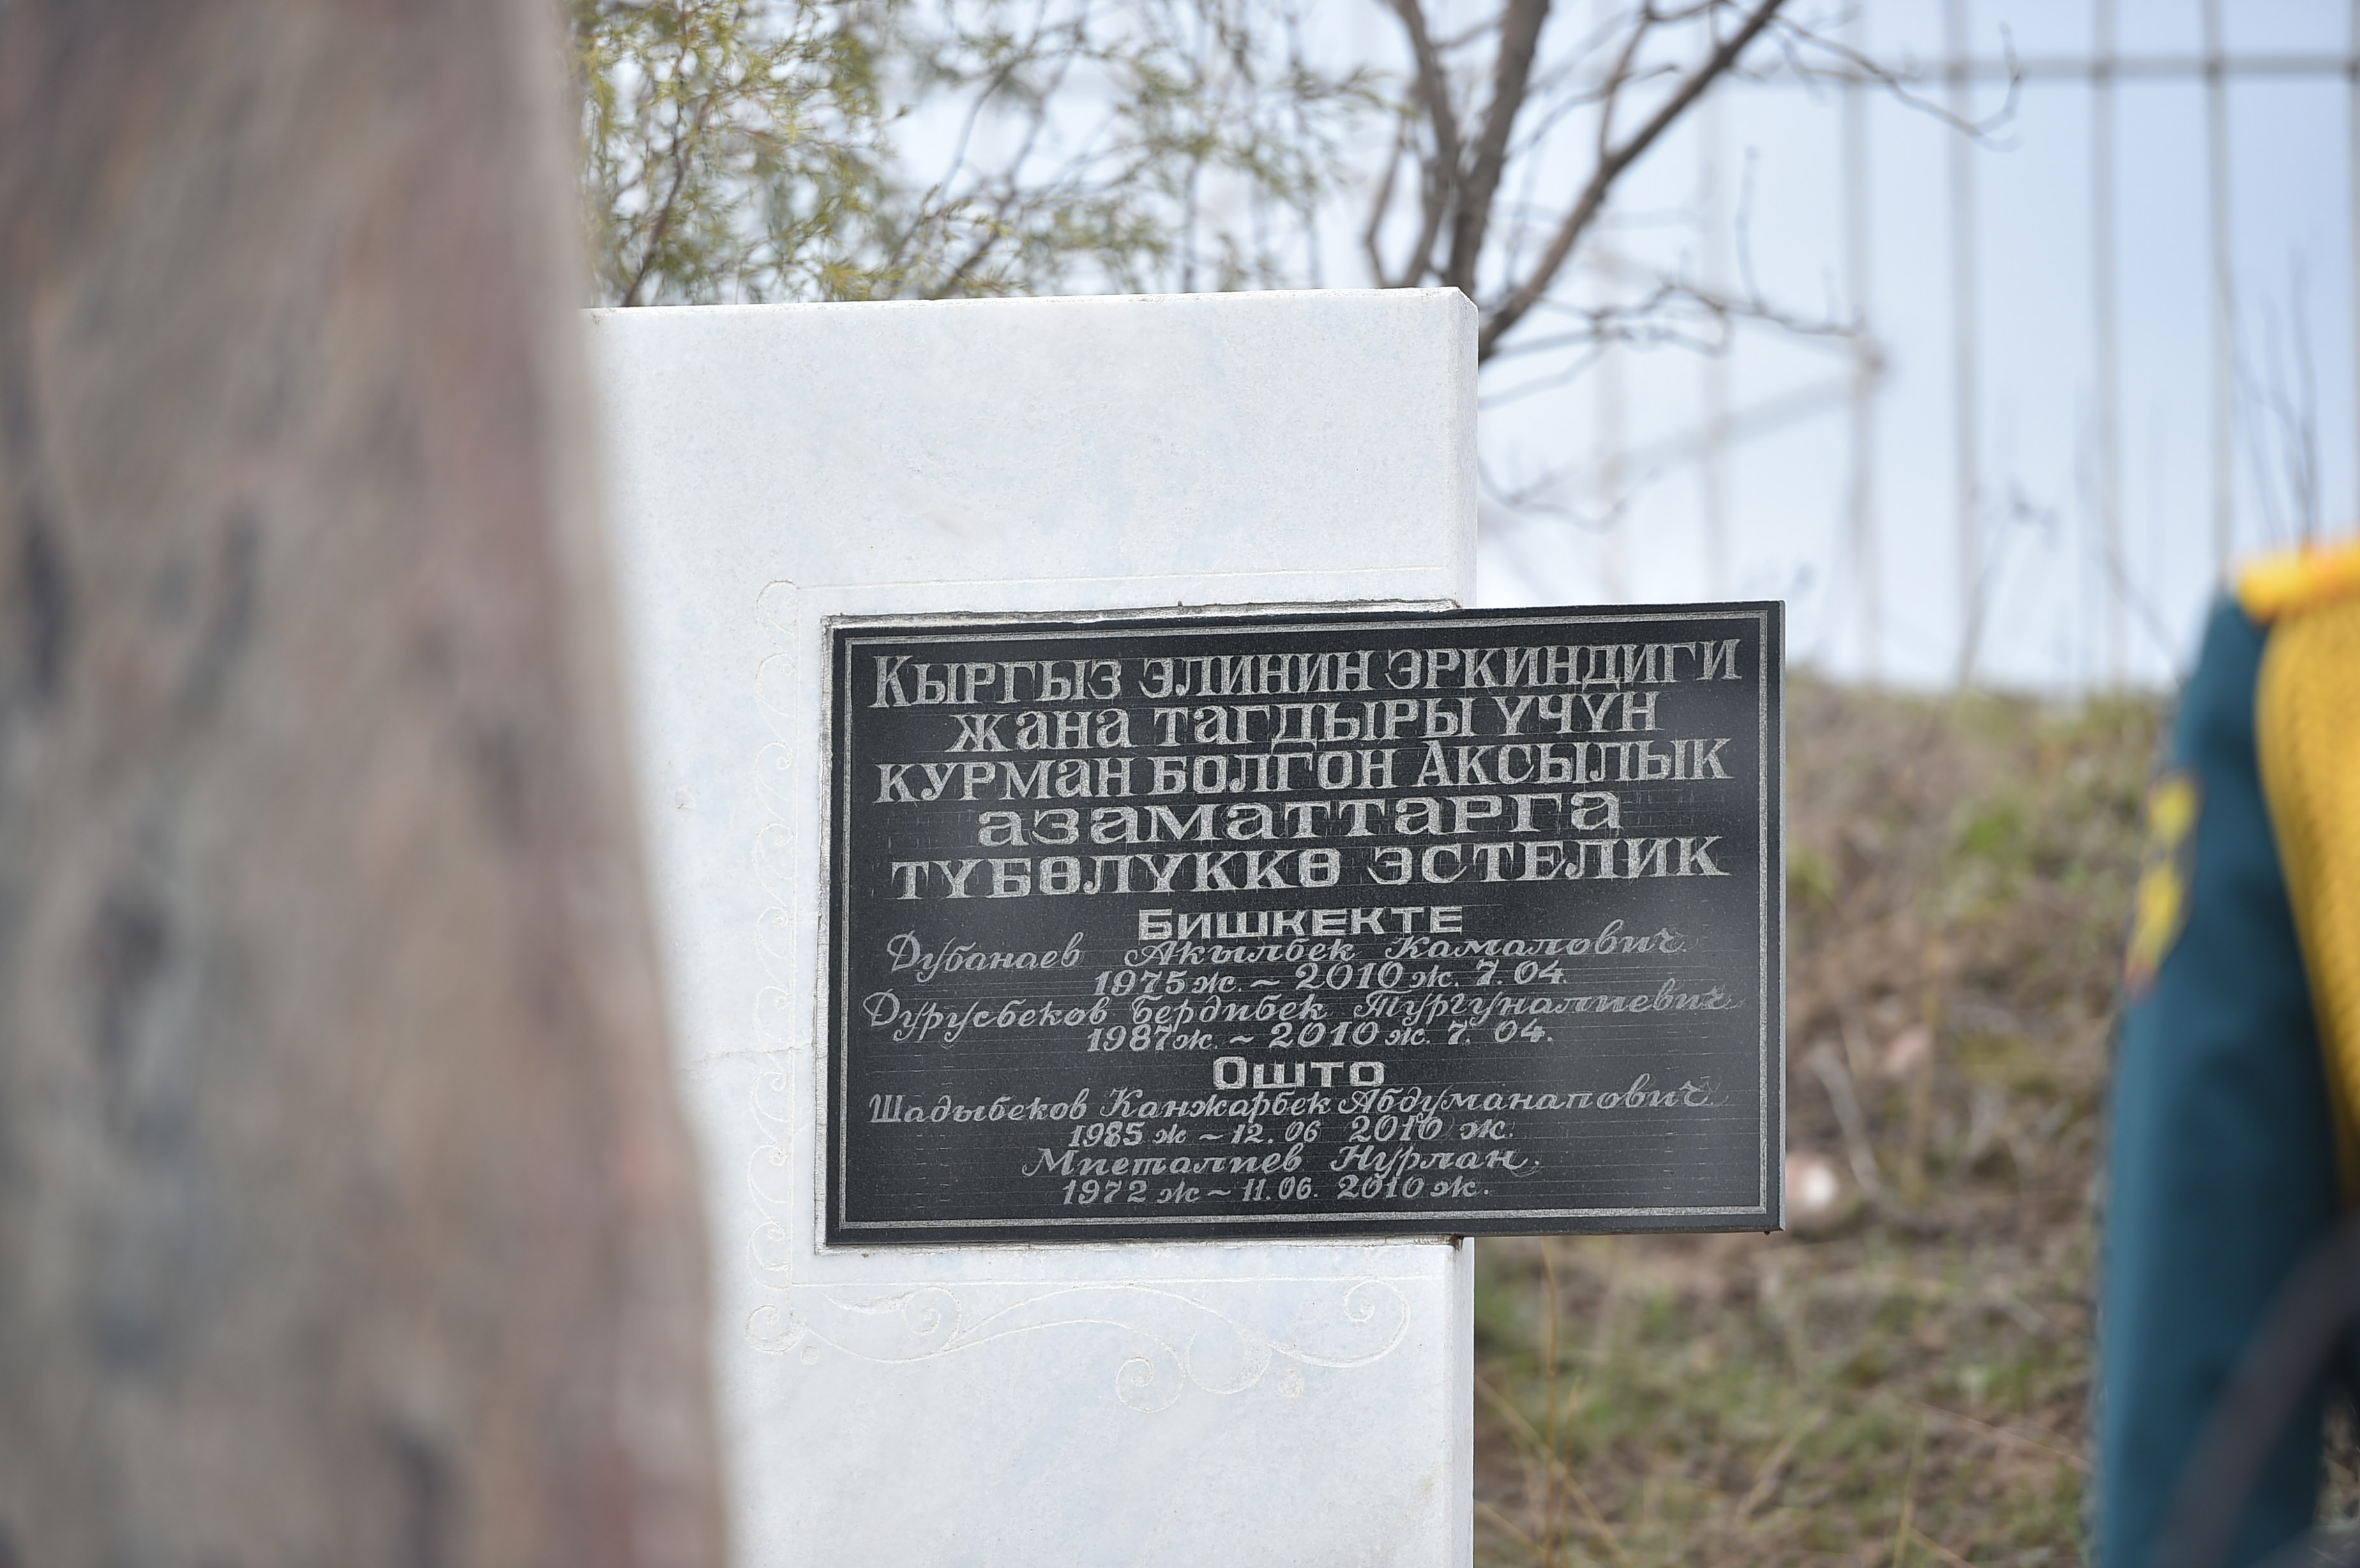 Кыргыз элинин эркиндиги
жана тагдыры үчүн
курман болгон Аксылык
азаматтарга
түбөлүккө эстелик
Бишкекте
Дубанаев Акылбек Камалович
1975 ж. ~ 2010 ж. 7. 04.
Дурусбеков Бердибек Тургуналиевич
1987 ж. ~ 2010 ж. 7. 04.
Ошто
Шадыбеков Канжарбек Абдуманапович
1985 ж ~ 12. 06 2010 ж.
Миеталиев Нурлан.
1972 ж ~ 11. 06. 2010 ж.